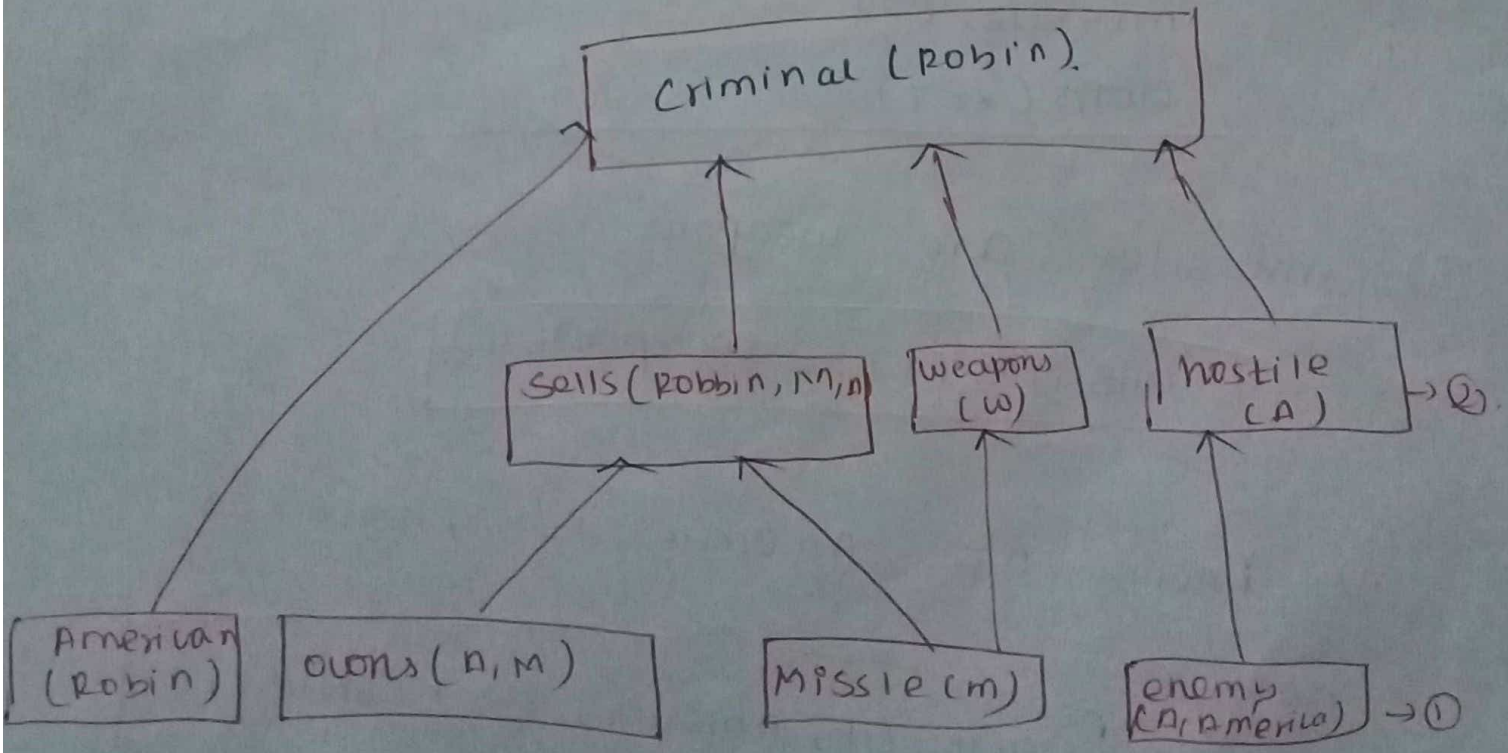 Criminal (Robin).
Sells (Robbin, M, n)
weapons
(W)
hostile
(A)
→ ②
American
(Robin)
owns (A, M)
Missle (m)
enemy
(A, America)
→ ①